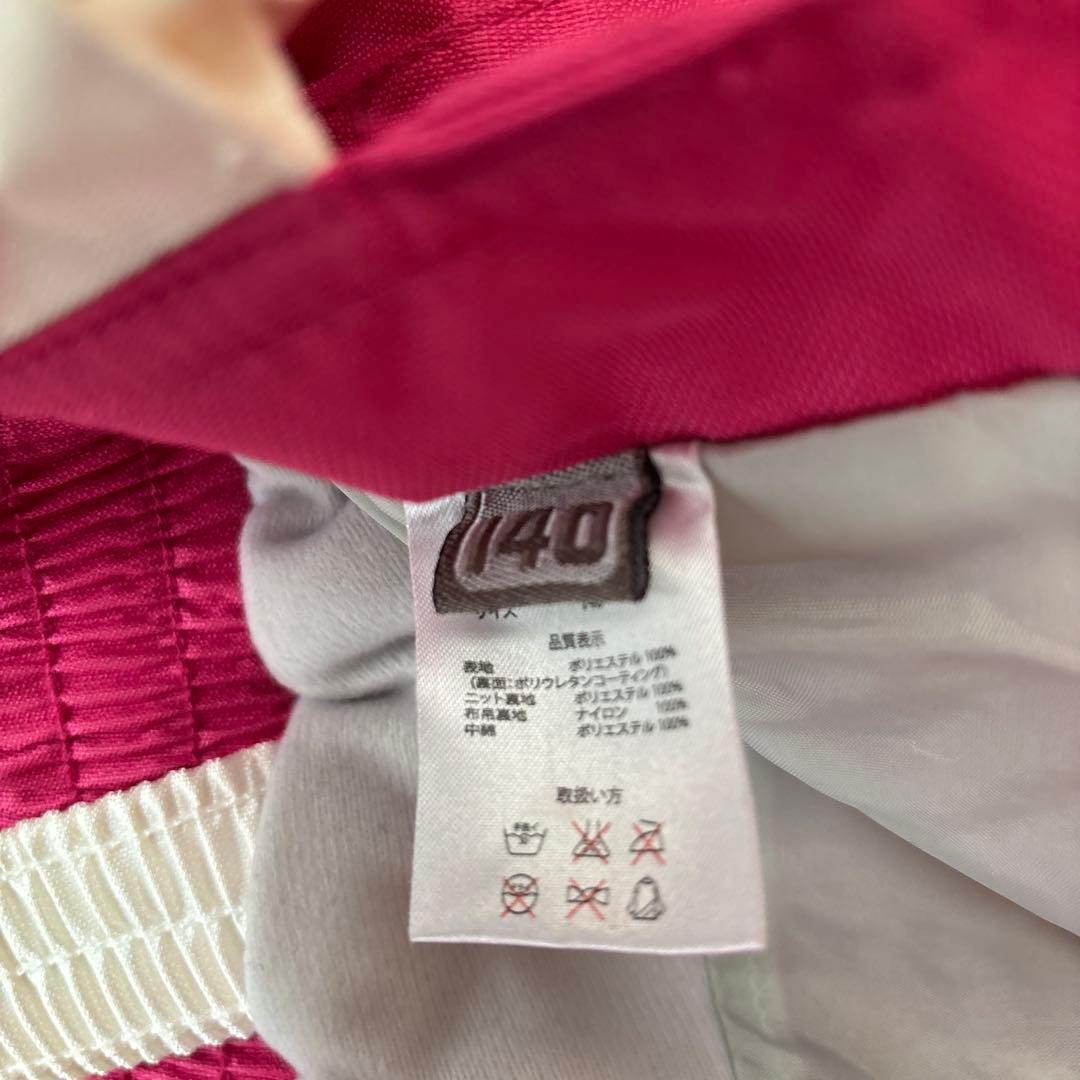 140
サイズ
品質表示
表地 ポリエステル 100%
(裏面:ポリウレタンコーティング)
ニット裏地 ポリエステル 100%
布帛裏地 ナイロン 100%
中綿 ポリエステル 100%
取扱い方